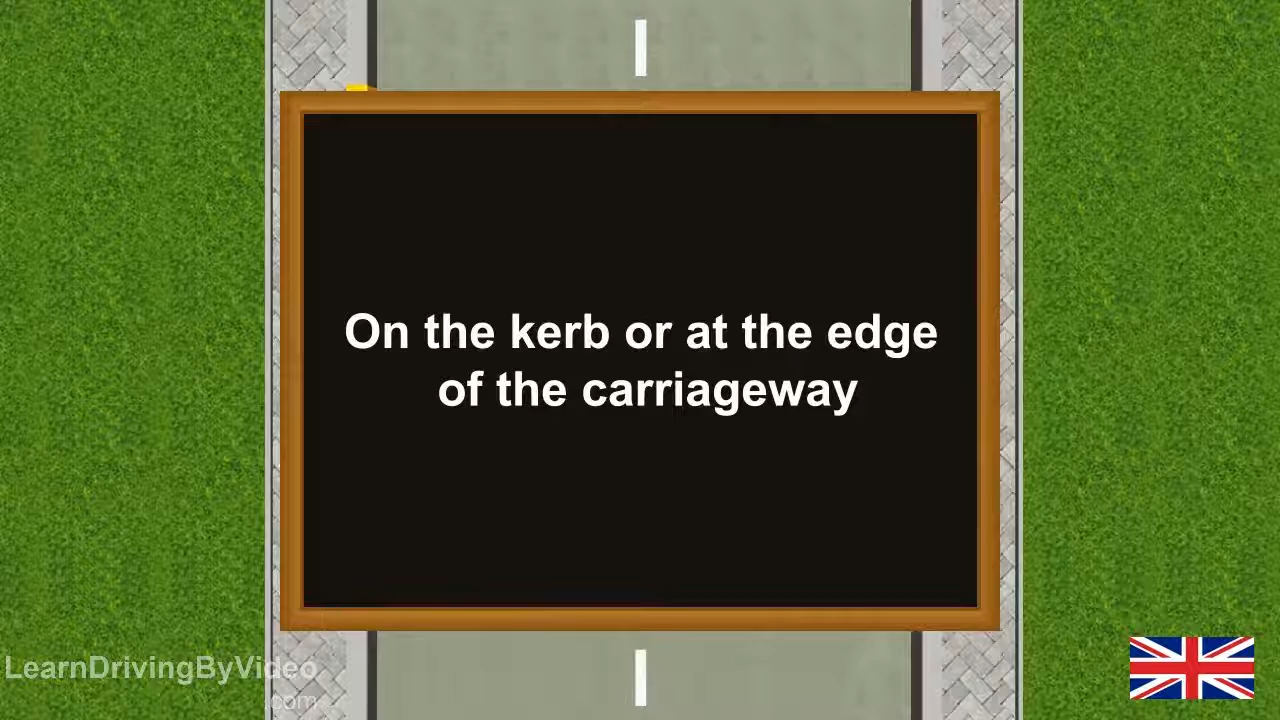 On the kerb or at the edge
of the carriageway
LearnDrivingByVideo
.com